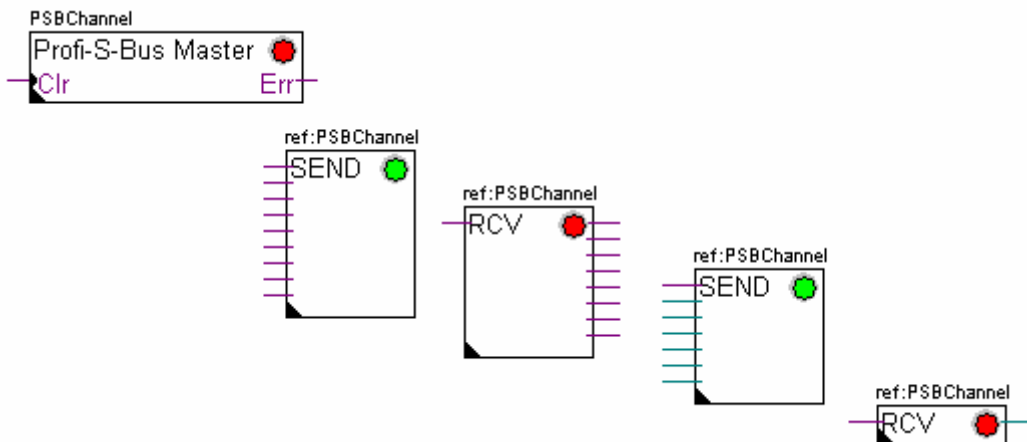 PSBChannel
Profi-S-Bus Master
Clr Err
ref:PSBChannel
SEND
ref:PSBChannel
RCV
ref:PSBChannel
SEND
ref:PSBChannel
RCV